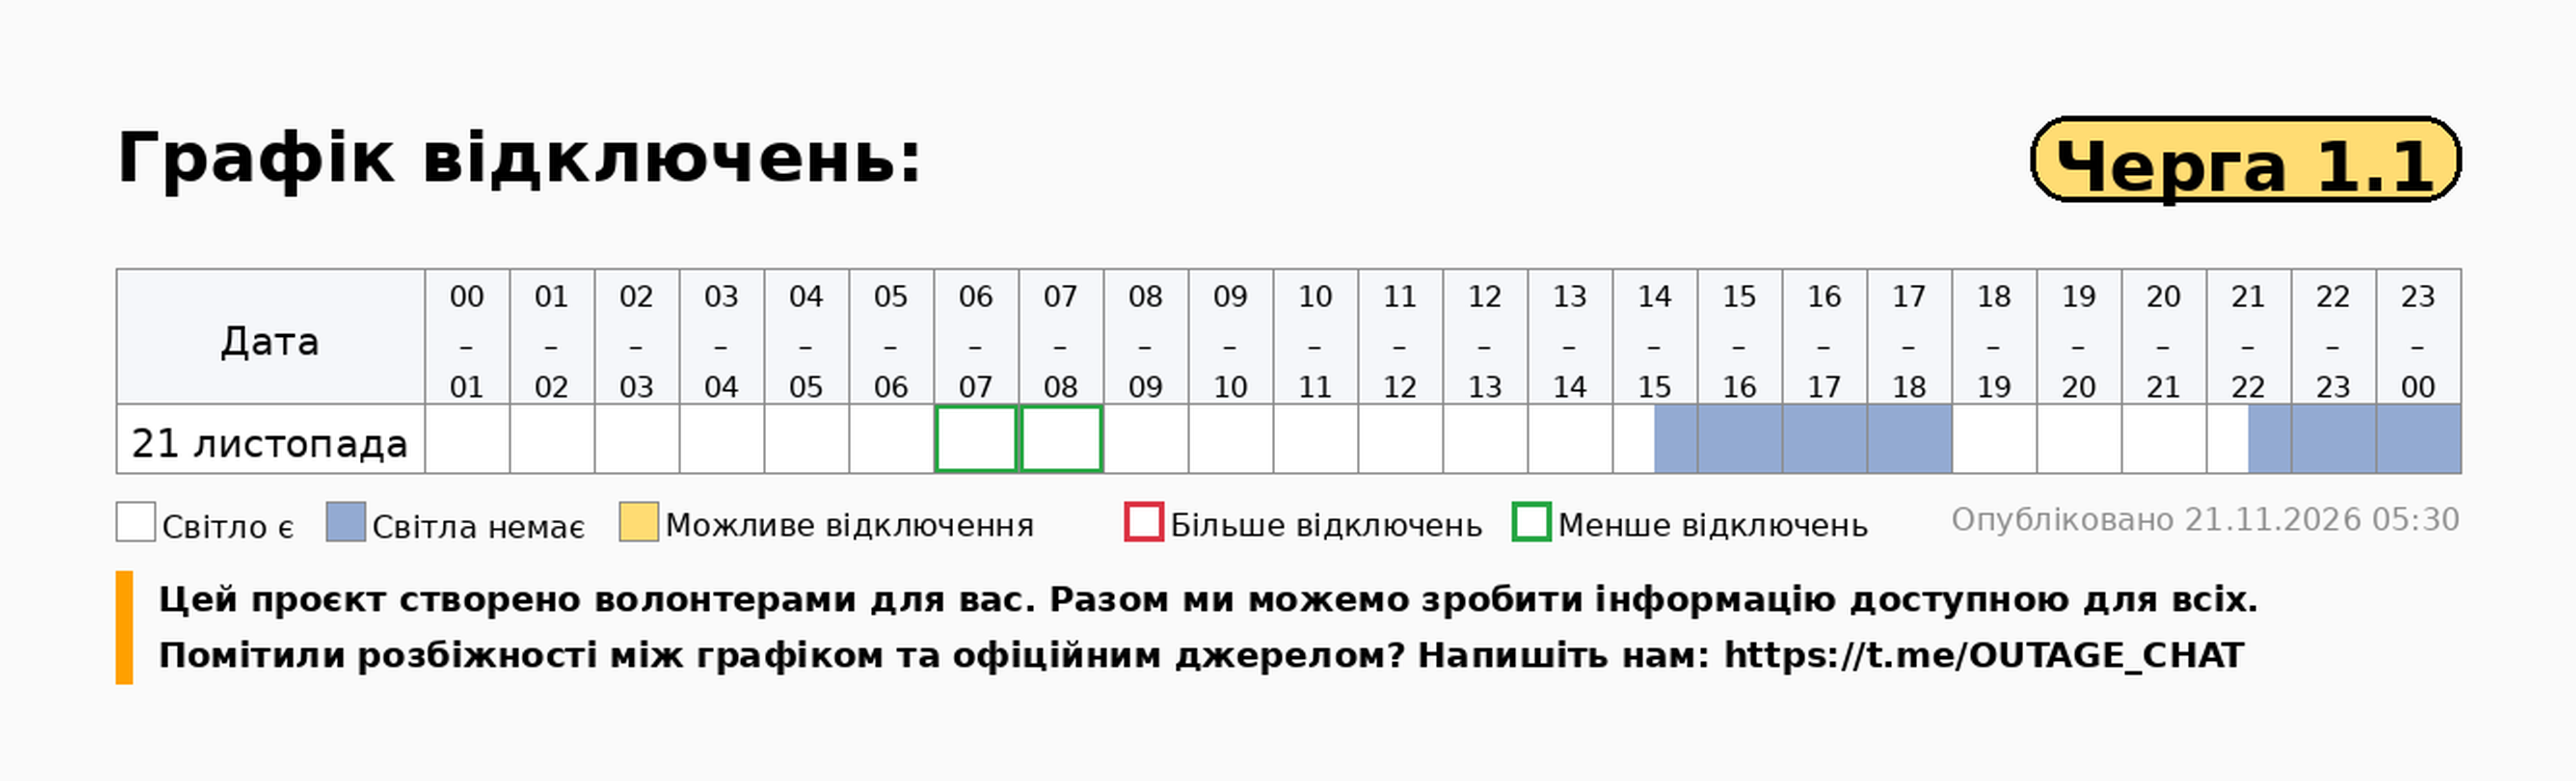 Графік відключень:
Черга 1.1
Дата 00 – 01 01 – 02 02 – 03 03 – 04 04 – 05 05 – 06 06 – 07 07 – 08 08 – 09 09 – 10 10 – 11 11 – 12 12 – 13 13 – 14 14 – 15 15 – 16 16 – 17 17 – 18 18 – 19 19 – 20 20 – 21 21 – 22 22 – 23 23 – 00
21 листопада
Світло є Світла немає Можливе відключення Більше відключень Менше відключень Опубліковано 21.11.2026 05:30
Цей проєкт створено волонтерами для вас. Разом ми можемо зробити інформацію доступною для всіх.
Помітили розбіжності між графіком та офіційним джерелом? Напишіть нам: https://t.me/OUTAGE_CHAT